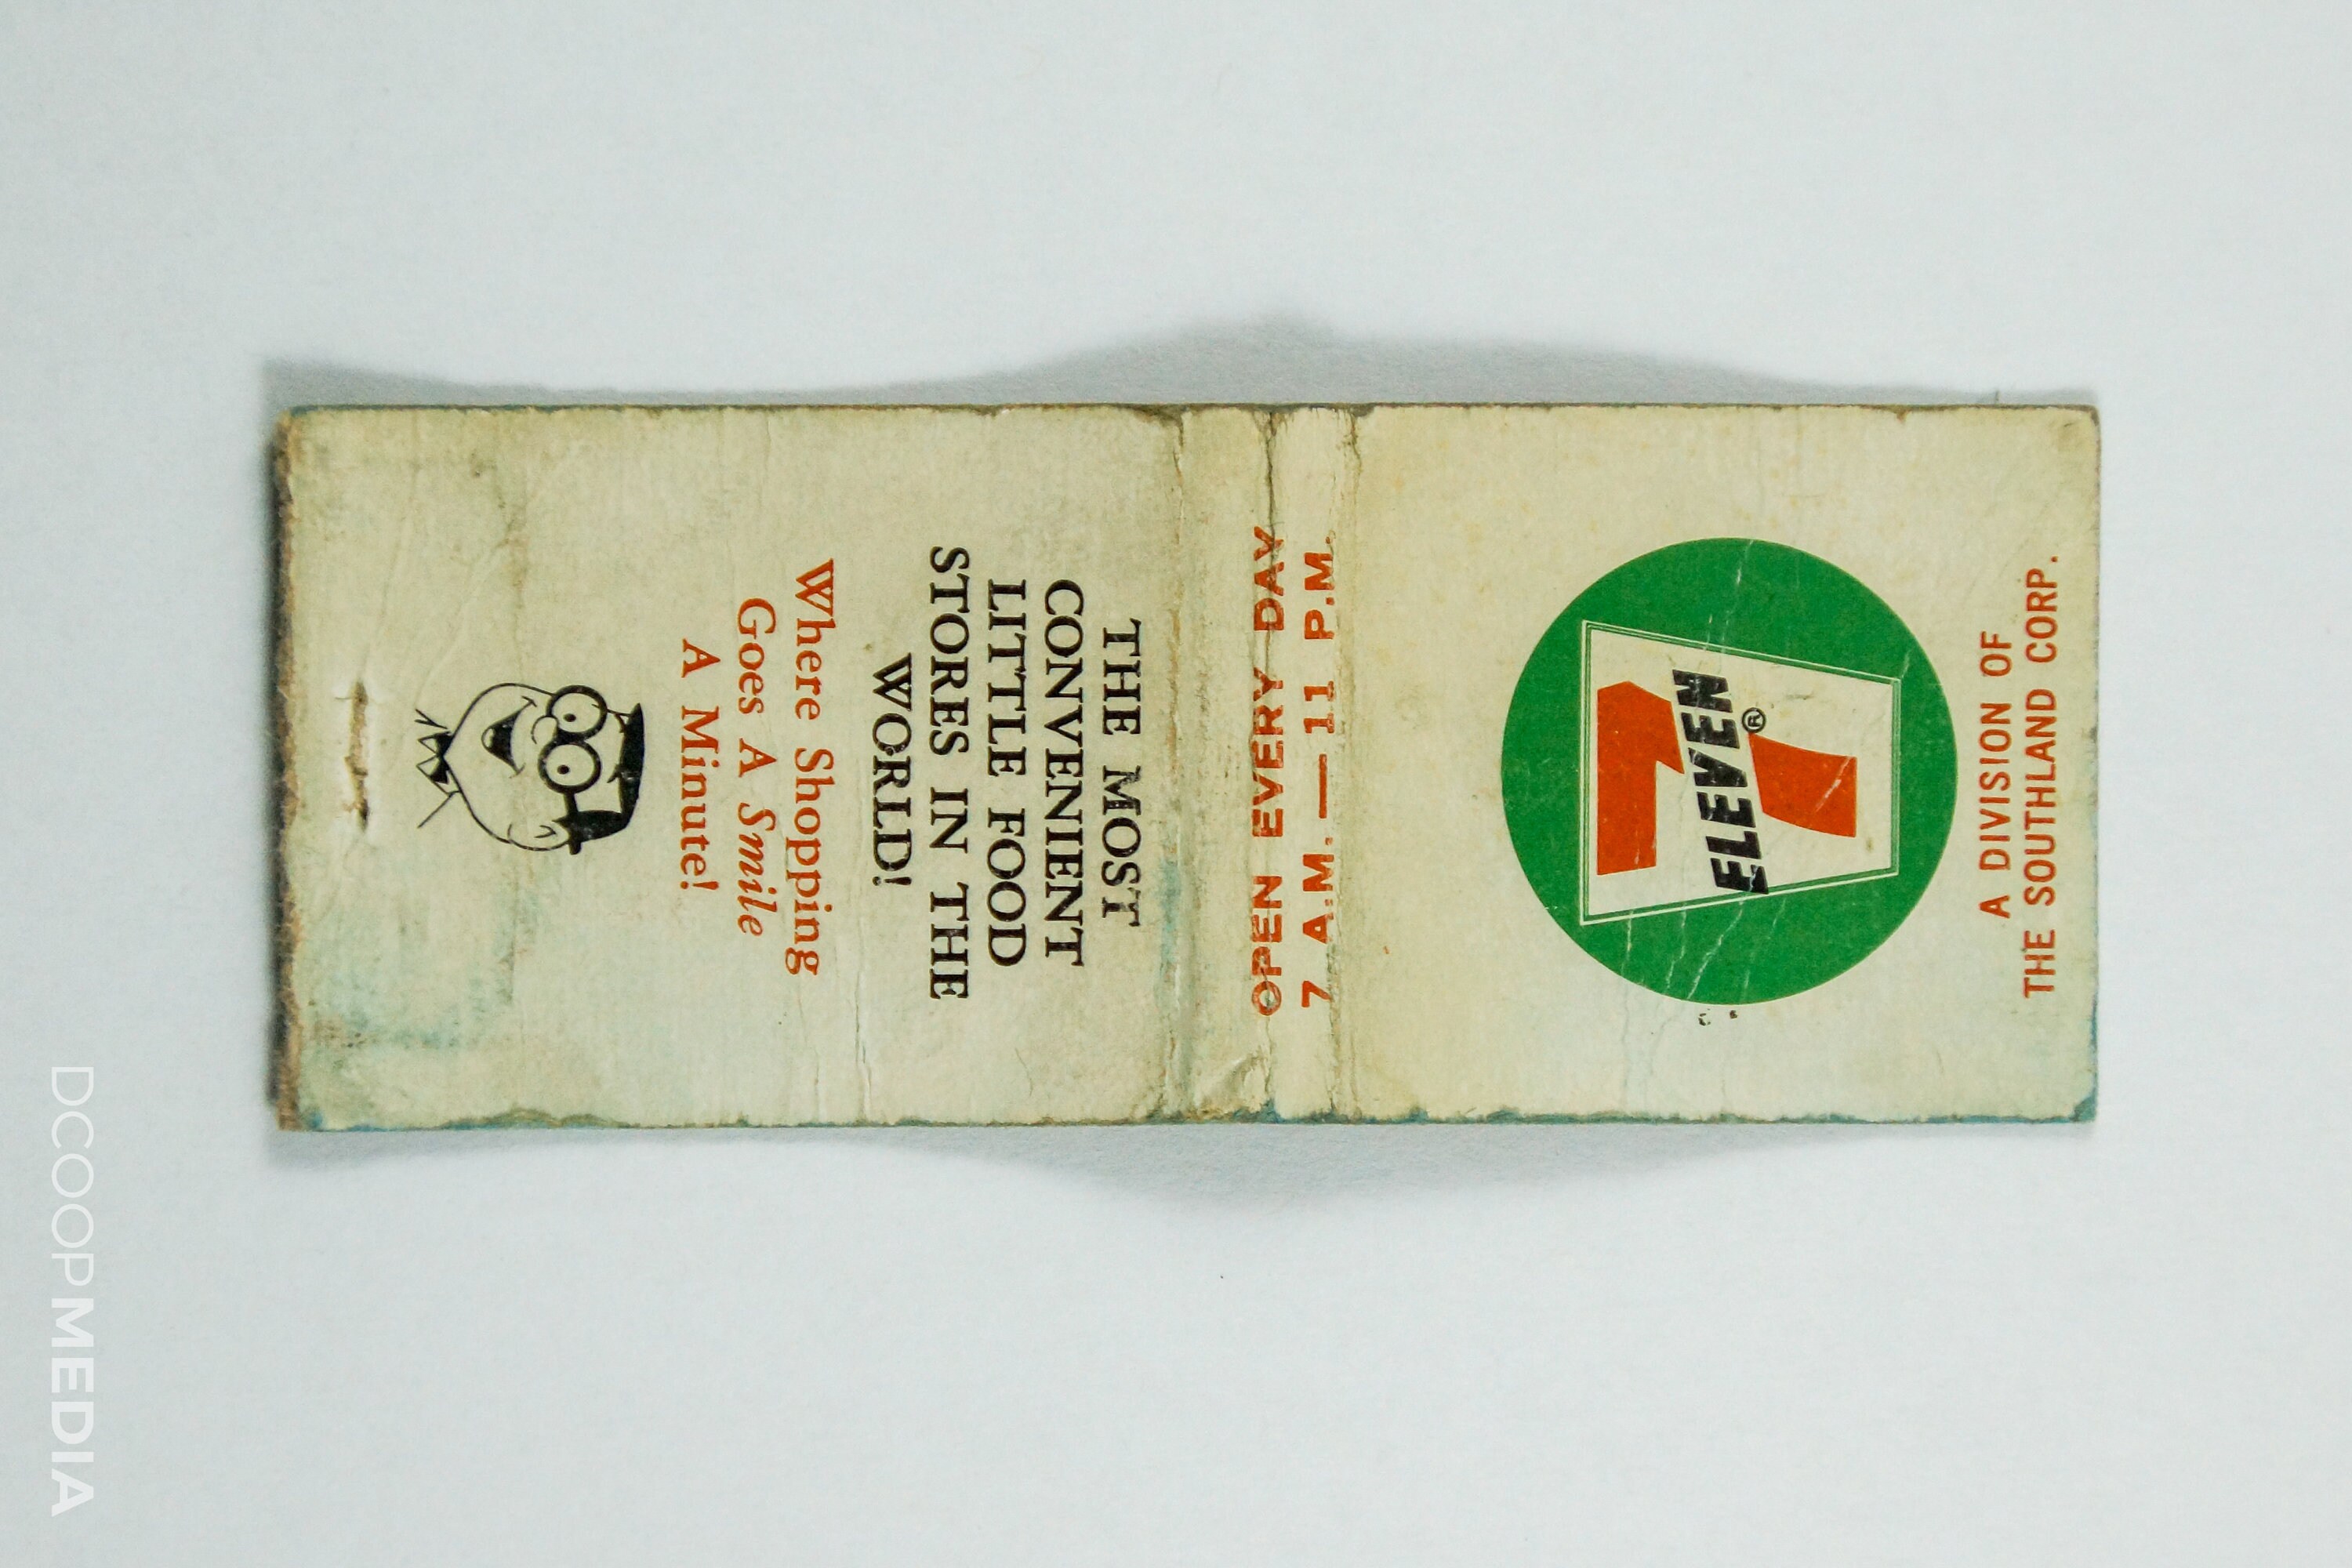 THE MOST
CONVENIENT
LITTLE FOOD
STORES IN THE
WORLD!
Where Shopping
Goes A Smile
A Minute!
OPEN EVERY DAY
7 A.M. — 11 P.M.
7
ELEVEN®
A DIVISION OF
THE SOUTHLAND CORP.
DCOOPMEDIA